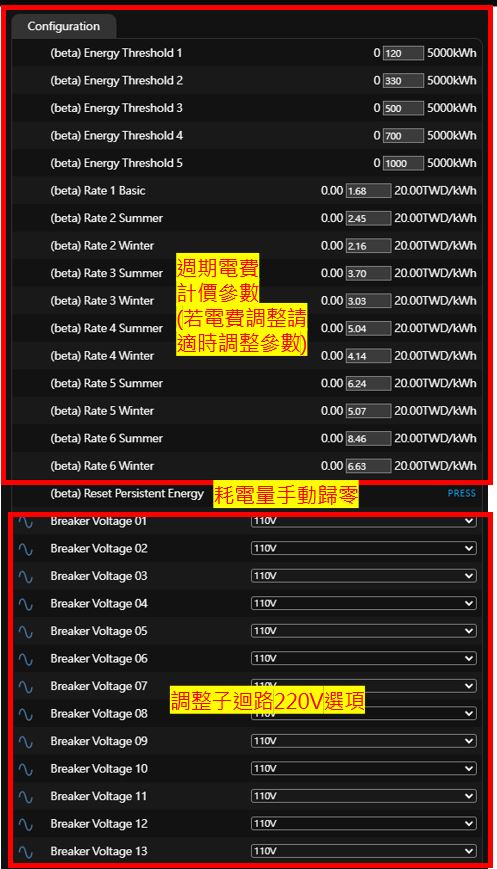 Configuration
(beta) Energy Threshold 1 0 120 5000kWh
(beta) Energy Threshold 2 0 330 5000kWh
(beta) Energy Threshold 3 0 500 5000kWh
(beta) Energy Threshold 4 0 700 5000kWh
(beta) Energy Threshold 5 0 1000 5000kWh
(beta) Rate 1 Basic 0.00 1.68 20.00TWD/kWh
(beta) Rate 2 Summer 0.00 2.45 20.00TWD/kWh
(beta) Rate 2 Winter 0.00 2.16 20.00TWD/kWh
(beta) Rate 3 Summer 0.00 3.70 20.00TWD/kWh
(beta) Rate 3 Winter 0.00 3.03 20.00TWD/kWh
(beta) Rate 4 Summer 0.00 5.04 20.00TWD/kWh
(beta) Rate 4 Winter 0.00 4.14 20.00TWD/kWh
(beta) Rate 5 Summer 0.00 6.24 20.00TWD/kWh
(beta) Rate 5 Winter 0.00 5.07 20.00TWD/kWh
(beta) Rate 6 Summer 0.00 8.46 20.00TWD/kWh
(beta) Rate 6 Winter 0.00 6.63 20.00TWD/kWh
週期電費
計價參數
(若電費調整請
適時調整參數)
(beta) Reset Persistent Energy 耗電量手動歸零 PRESS
Breaker Voltage 01 110V
Breaker Voltage 02 110V
Breaker Voltage 03 110V
Breaker Voltage 04 110V
Breaker Voltage 05 110V
Breaker Voltage 06 110V
Breaker Voltage 07 110V
調整子迴路220V選項
Breaker Voltage 08 110V
Breaker Voltage 09 110V
Breaker Voltage 10 110V
Breaker Voltage 11 110V
Breaker Voltage 12 110V
Breaker Voltage 13 110V